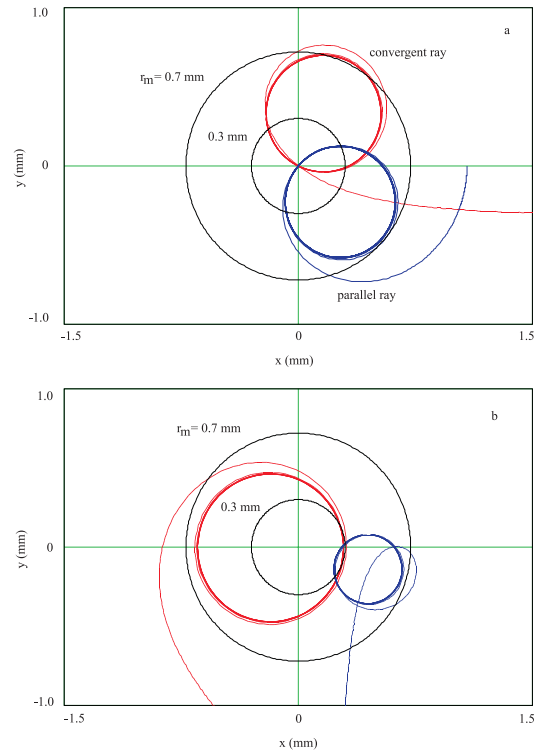 1.0
a
convergent ray
rm= 0.7 mm
0.3 mm
y (mm)
0
parallel ray
-1.0
-1.5
0
1.5
x (mm)
1.0
b
rm= 0.7 mm
0.3 mm
y (mm)
0
-1.0
-1.5
0
1.5
x (mm)